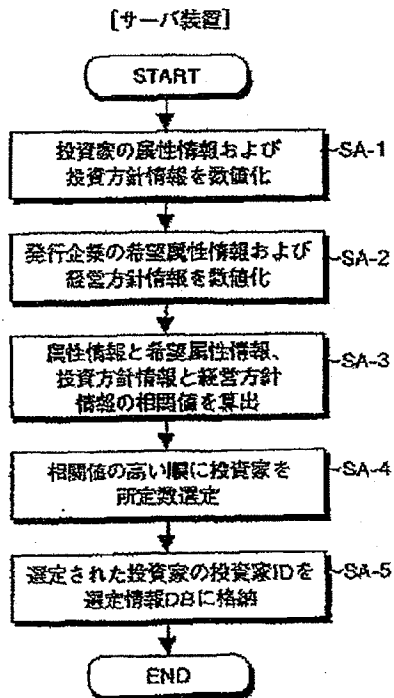 [サーバ装置]
START
投資家の属性情報および
投資方針情報を数値化
SA-1
発行企業の希望属性情報および
経営方針情報を数値化
SA-2
属性情報と希望属性情報、
投資方針情報と経営方針
情報の相関値を算出
SA-3
相関値の高い順に投資家を
所定数選定
SA-4
選定された投資家の投資家IDを
選定情報DBに格納
SA-5
END